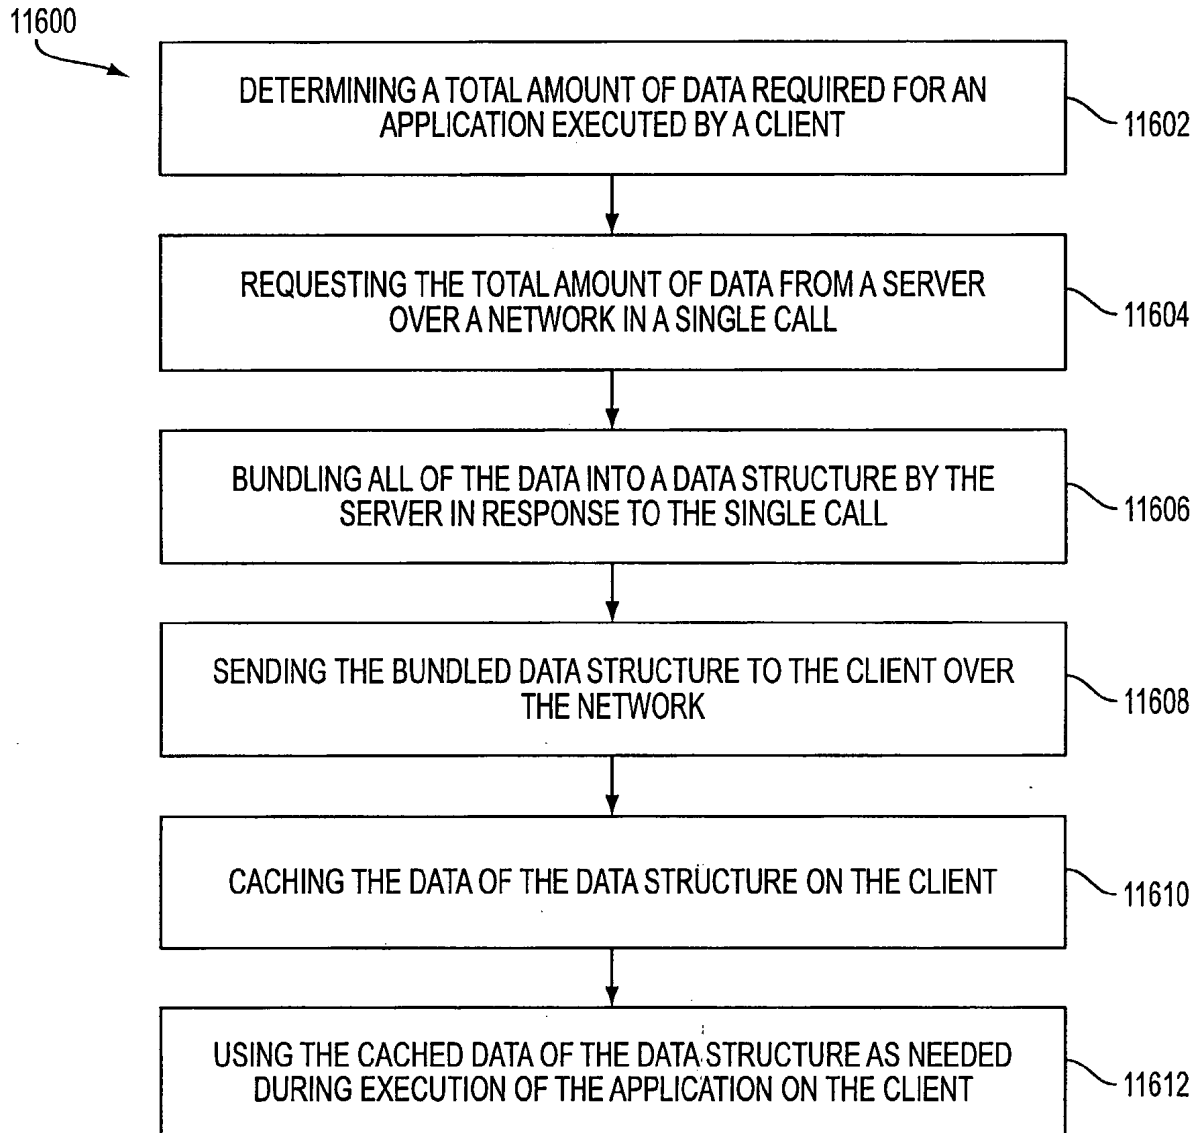 11600
DETERMINING A TOTAL AMOUNT OF DATA REQUIRED FOR AN
APPLICATION EXECUTED BY A CLIENT
11602
REQUESTING THE TOTAL AMOUNT OF DATA FROM A SERVER
OVER A NETWORK IN A SINGLE CALL
11604
BUNDLING ALL OF THE DATA INTO A DATA STRUCTURE BY THE
SERVER IN RESPONSE TO THE SINGLE CALL
11606
SENDING THE BUNDLED DATA STRUCTURE TO THE CLIENT OVER
THE NETWORK
11608
CACHING THE DATA OF THE DATA STRUCTURE ON THE CLIENT
11610
USING THE CACHED DATA OF THE DATA STRUCTURE AS NEEDED
DURING EXECUTION OF THE APPLICATION ON THE CLIENT
11612